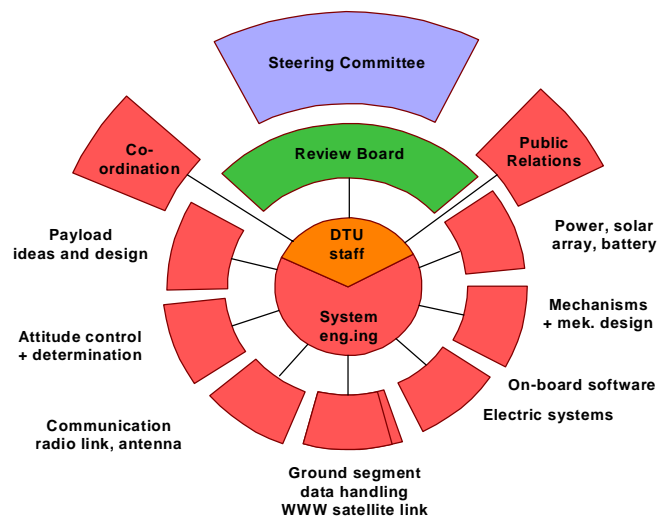 Steering Committee
Co-
ordination
Review Board
Public
Relations
DTU
staff
Payload
ideas and design
Power, solar
array, battery
System
eng.ing
Attitude control
+ determination
Mechanisms
+ mek. design
On-board software
Communication
radio link, antenna
Electric systems
Ground segment
data handling
WWW satellite link